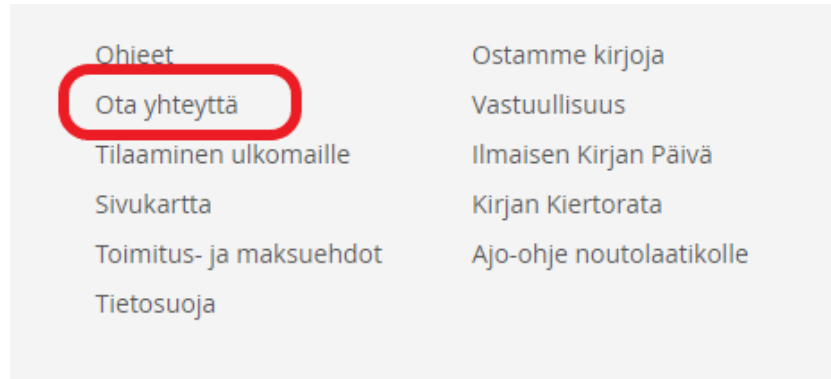 Ohjeet
Ota yhteyttä
Tilaaminen ulkomaille
Sivukartta
Toimitus- ja maksuehdot
Tietosuoja
Ostamme kirjoja
Vastuullisuus
Ilmaisen Kirjan Päivä
Kirjan Kiertorata
Ajo-ohje noutolaatikolle